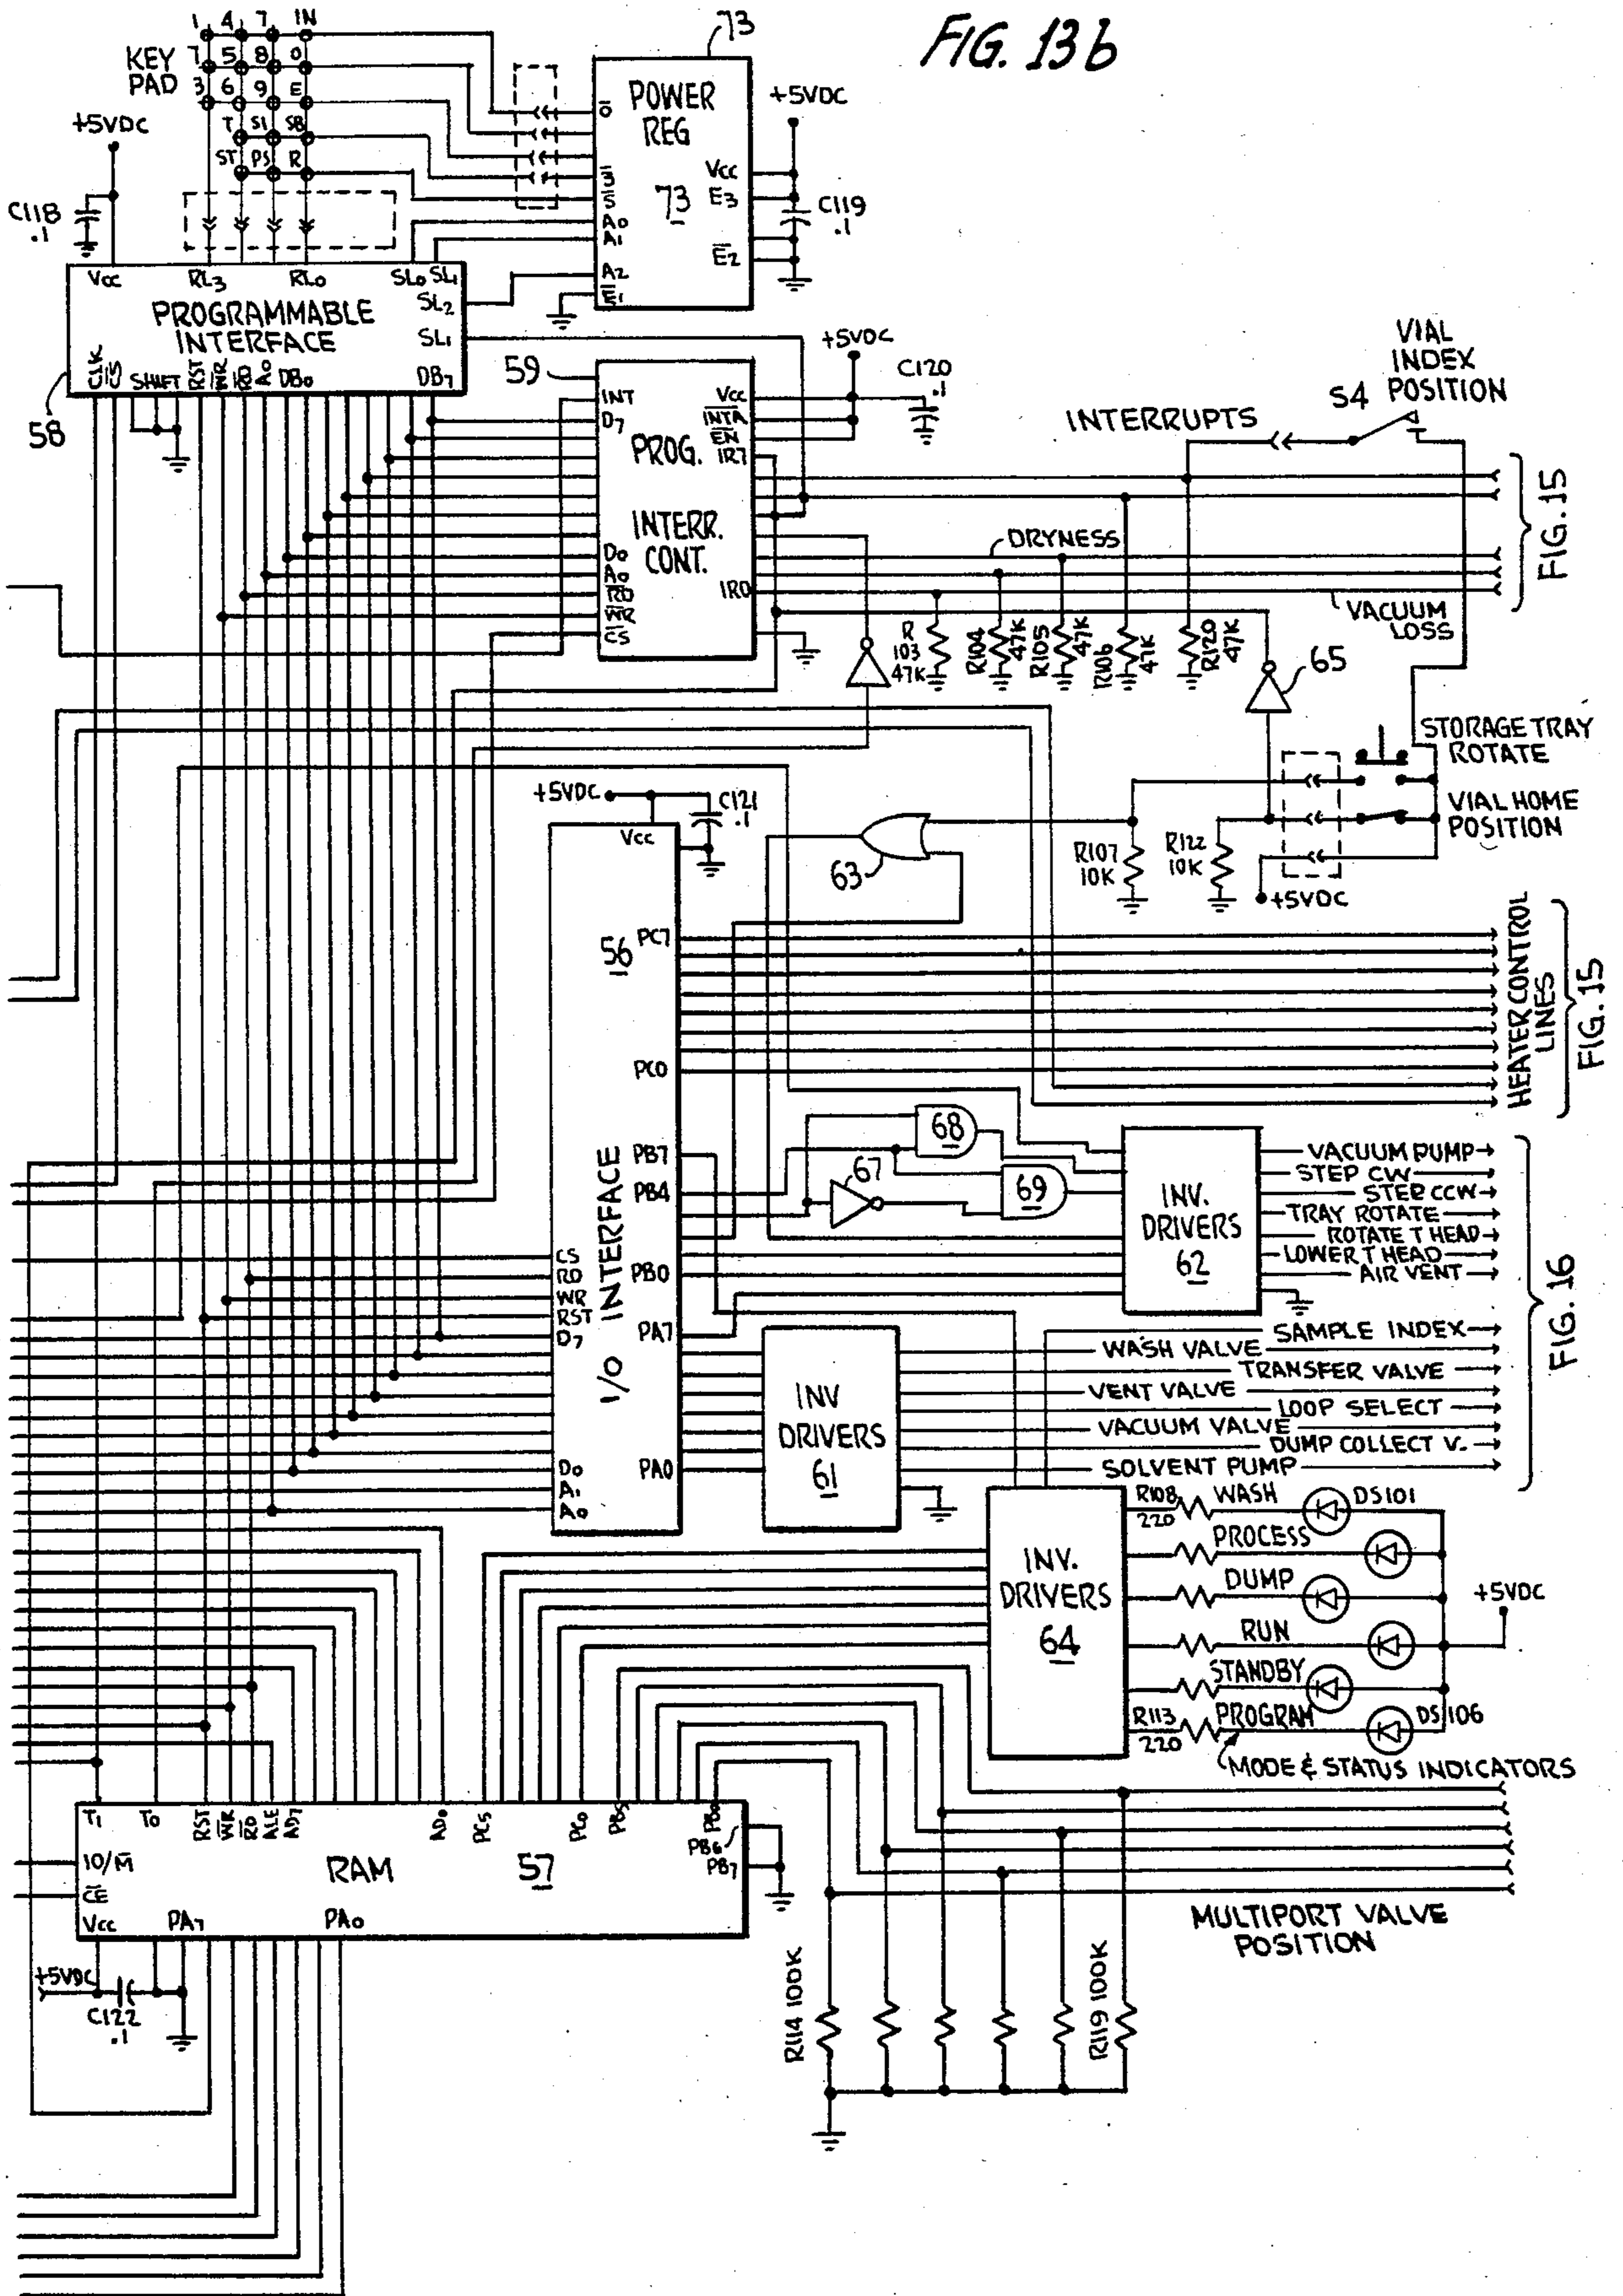 FIG. 13b
1 4 7 IN
KEY PAD
7 5 8 0
3 6 9 E
T S1 SB
ST PS R
+5VDC
C118
.1
73
POWER REG
73
0
3
S
A0
A1
A2
E1
Vcc
E3
E2
+5VDC
C119
.1
Vcc RL3 RL0 SL0 SL1
SL2
SL1
PROGRAMMABLE INTERFACE
CLK CS SHIFT RST WR RD A0 DB0 DB7
58
59
INT
D7
PROG.
INTERR.
CONT.
D0
A0
RD
WR
CS
Vcc
INTA
EN
IR7
IR0
+5VDC
C120
.1
INTERRUPTS
S4
VIAL
INDEX
POSITION
FIG. 15
DRYNESS
VACUUM
LOSS
R
103
47K
R104
47K
R105
47K
R106
47K
R120
47K
65
STORAGE TRAY
ROTATE
VIAL HOME
POSITION
+5VDC
C121
.1
Vcc
63
R107
10K
R122
10K
+5VDC
56
I/O INTERFACE
PC7
PC0
PB7
PB4
PB0
PA7
PA0
CS
RD
WR
RST
D7
D0
A1
A0
HEATER CONTROL
LINES
FIG. 15
68
67
69
INV.
DRIVERS
62
VACUUM PUMP
STEP CW
STEP CCW
TRAY ROTATE
ROTATE T HEAD
LOWER T HEAD
AIR VENT
FIG. 16
INV
DRIVERS
61
SAMPLE INDEX
WASH VALVE
TRANSFER VALVE
VENT VALVE
LOOP SELECT
VACUUM VALVE
DUMP COLLECT V.
SOLVENT PUMP
INV.
DRIVERS
64
R108
220
WASH
DS101
PROCESS
DUMP
RUN
STANDBY
R113
220
PROGRAM
DS106
+5VDC
MODE & STATUS INDICATORS
T1 T0 RST WR RD ALE AD7 AD0 PC5 PC0 PB5 PB0
PB6
PB7
IO/M
CE
RAM 57
Vcc PA7 PA0
+5VDC
C122
.1
MULTIPORT VALVE
POSITION
R114 100K
R119 100K